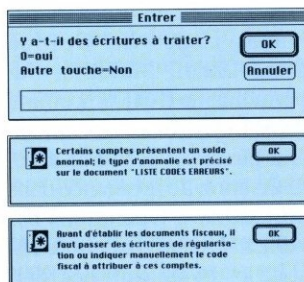 Entrer
Y a-t-il des écritures à traiter?
O=oui
Autre touche=Non
OK
Annuler
Certains comptes présentent un solde
anormal; le type d'anomalie est précisé
sur le document "LISTE CODES ERREURS".
OK
Avant d'établir les documents fiscaux, il
faut passer des écritures de régularisa-
tion ou indiquer manuellement le code
fiscal à attribuer à ces comptes.
OK